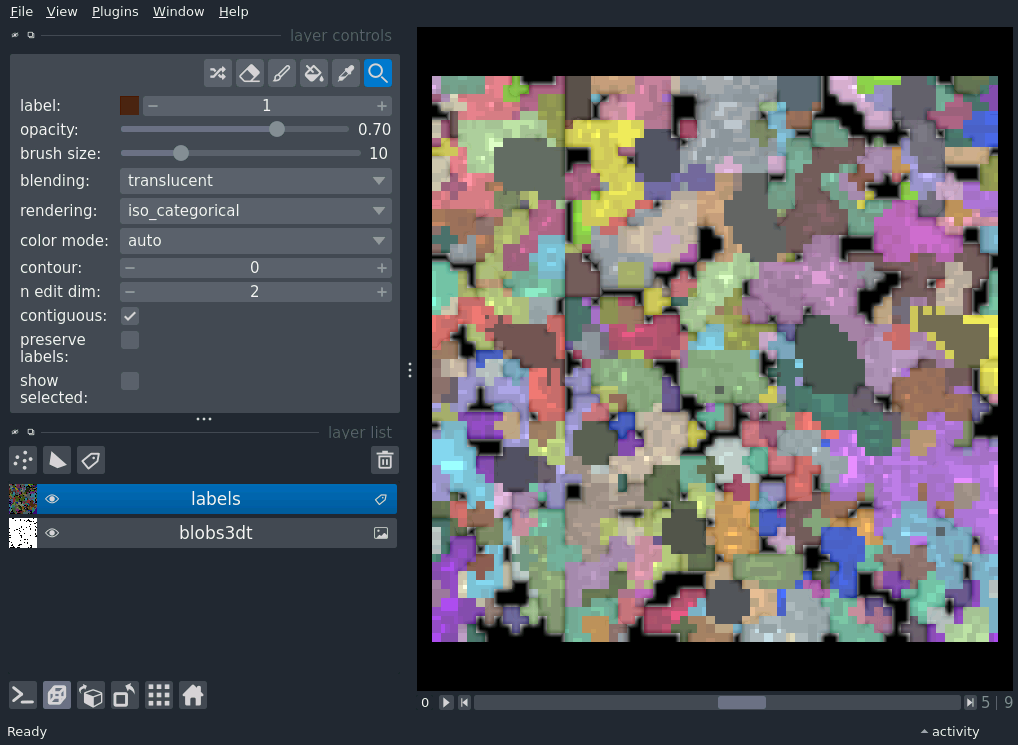 File View Plugins Window Help
layer controls
label: 1
opacity: 0.70
brush size: 10
blending: translucent
rendering: iso_categorical
color mode: auto
contour: 0
n edit dim: 2
contiguous:
preserve
labels:
show
selected:
layer list
labels
blobs3dt
0 5 | 9
Ready activity